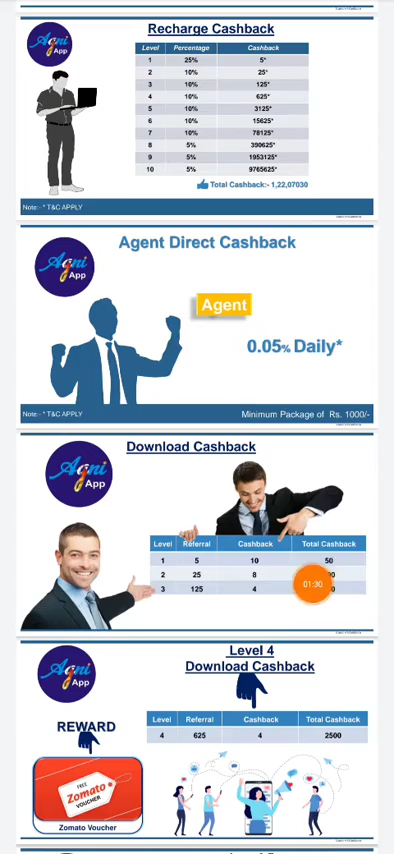 Recharge Cashback
Agni
App
Level Percentage Cashback
1 25% 5*
2 10% 25*
3 10% 125*
4 10% 625*
5 10% 3125*
6 10% 15625*
7 10% 78125*
8 5% 390625*
9 5% 1953125*
10 5% 9765625*
Total Cashback:- 1,22,07030
Note:- * T&C APPLY
Agent Direct Cashback
Agni
App
Agent
0.05% Daily*
Note:- * T&C APPLY
Minimum Package of Rs. 1000/-
Download Cashback
Agni
App
Level Referral Cashback Total Cashback
1 5 10 50
2 25 8
3 125 4
01:30
Level 4
Download Cashback
Agni
App
REWARD
Level Referral Cashback Total Cashback
4 625 4 2500
FREE
Zomato
VOUCHER
Zomato Voucher